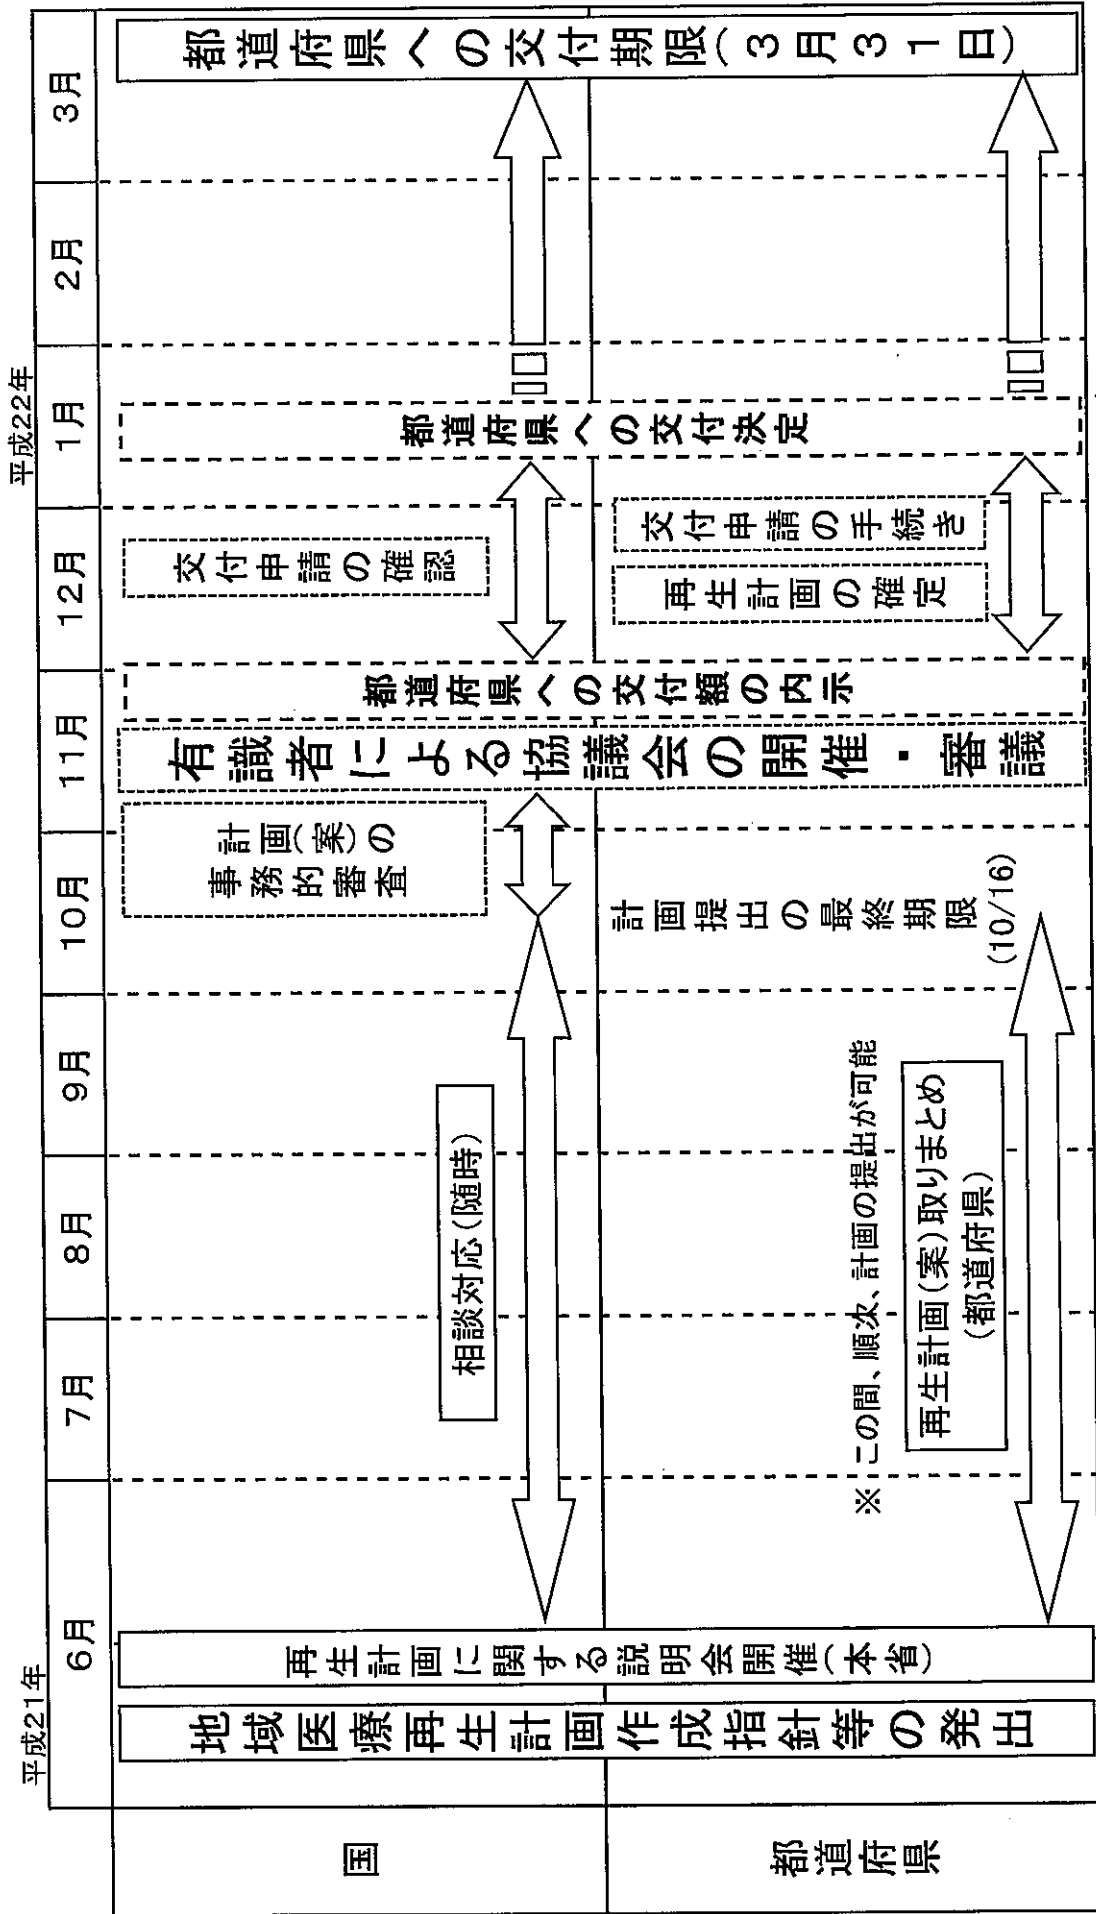 平成21年
平成22年
6月
7月
8月
9月
10月
11月
12月
1月
2月
3月
国
都道府県
地域医療再生計画作成指針等の発出
再生計画に関する説明会開催(本省)
相談対応(随時)
計画(案)の
事務的審査
有識者による協議会の開催・審議
都道府県への交付額の内示
交付申請の確認
都道府県への交付決定
都道府県への交付期限(3月31日)
※ この間、順次、計画の提出が可能
再生計画(案)取りまとめ
(都道府県)
計画提出の最終期限
(10/16)
再生計画の確定
交付申請の手続き